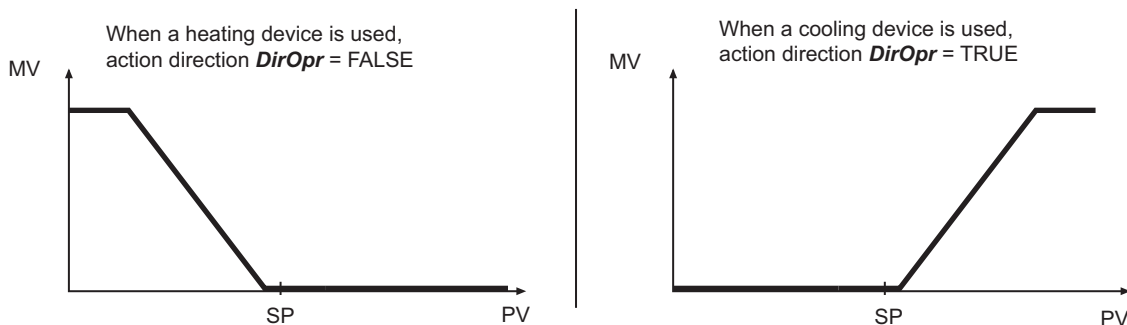 When a heating device is used,
action direction DirOpr = FALSE
MV
SP
PV
When a cooling device is used,
action direction DirOpr = TRUE
MV
SP
PV